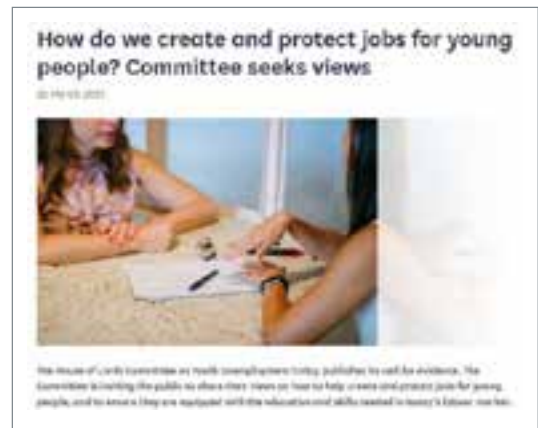 How do we create and protect jobs for young
people? Committee seeks views
The House of Lords Committee on Youth Unemployment today publishes its call for evidence. The
Committee is inviting the public to share their views on how to help create and protect jobs for young
people, and to ensure they are equipped with the education and skills needed in today's labour market.